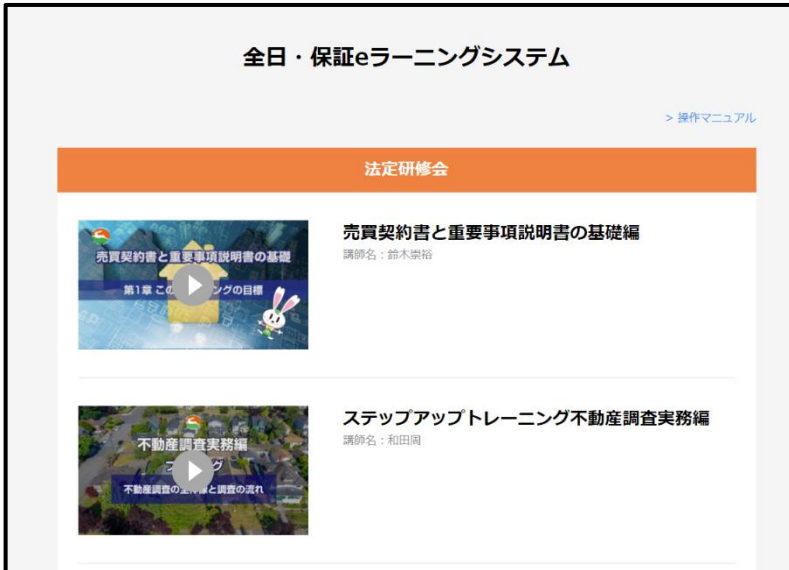 全日・保証eラーニングシステム
> 操作マニュアル
法定研修会
売買契約書と重要事項説明書の基礎
第1章 この
ングの目標
売買契約書と重要事項説明書の基礎編
講師名：鈴木崇裕
不動産調査実務編
グ
不動産調査の全体像と調査の流れ
ステップアップトレーニング不動産調査実務編
講師名：和田周